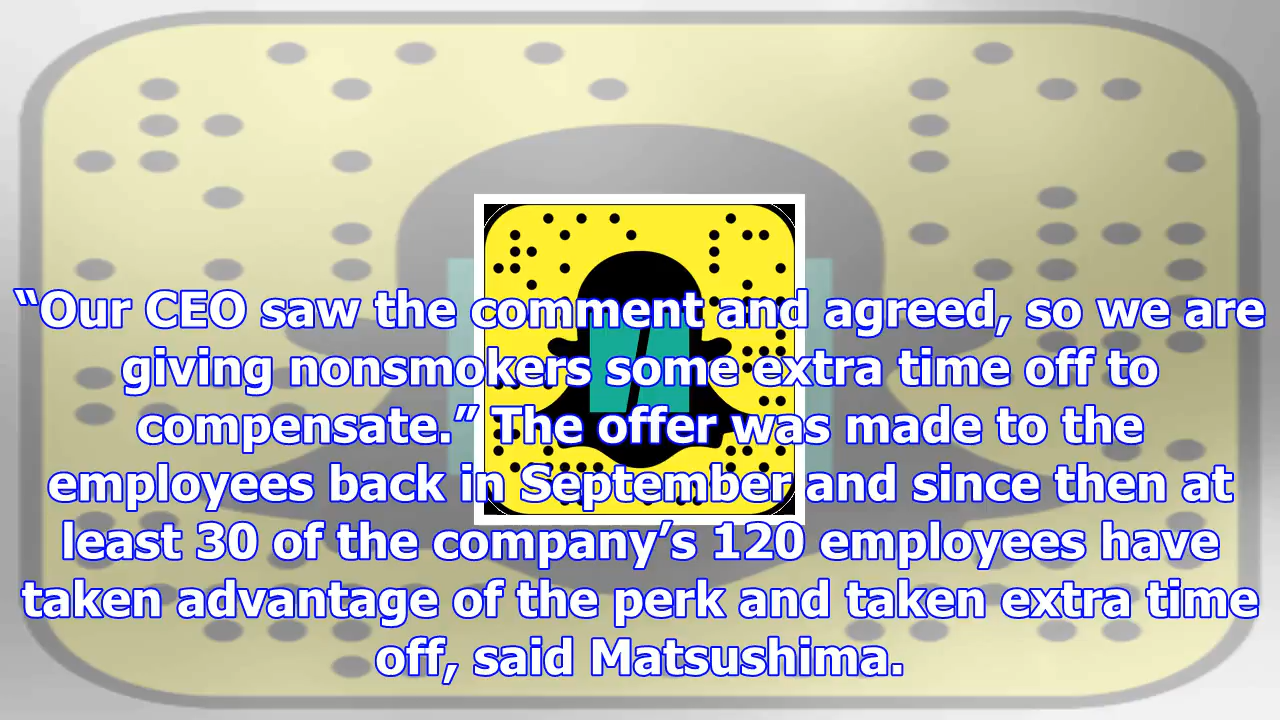 “Our CEO saw the comment and agreed, so we are
giving nonsmokers some extra time off to
compensate.” The offer was made to the
employees back in September and since then at
least 30 of the company’s 120 employees have
taken advantage of the perk and taken extra time
off, said Matsushima.